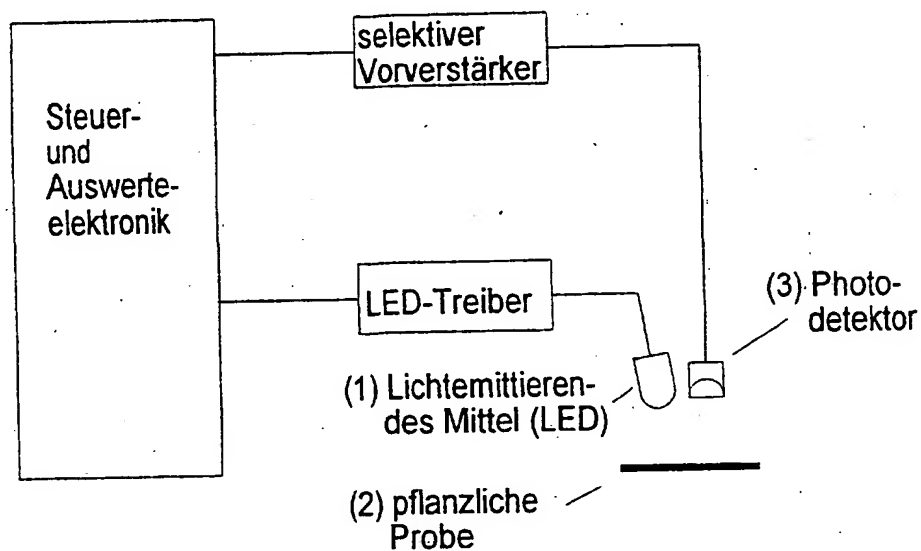 selektiver
Vorverstärker
Steuer-
und
Auswerte-
elektronik
LED-Treiber
(3) Photo-
detektor
(1) Lichtemittieren-
des Mittel (LED)
(2) pflanzliche
Probe